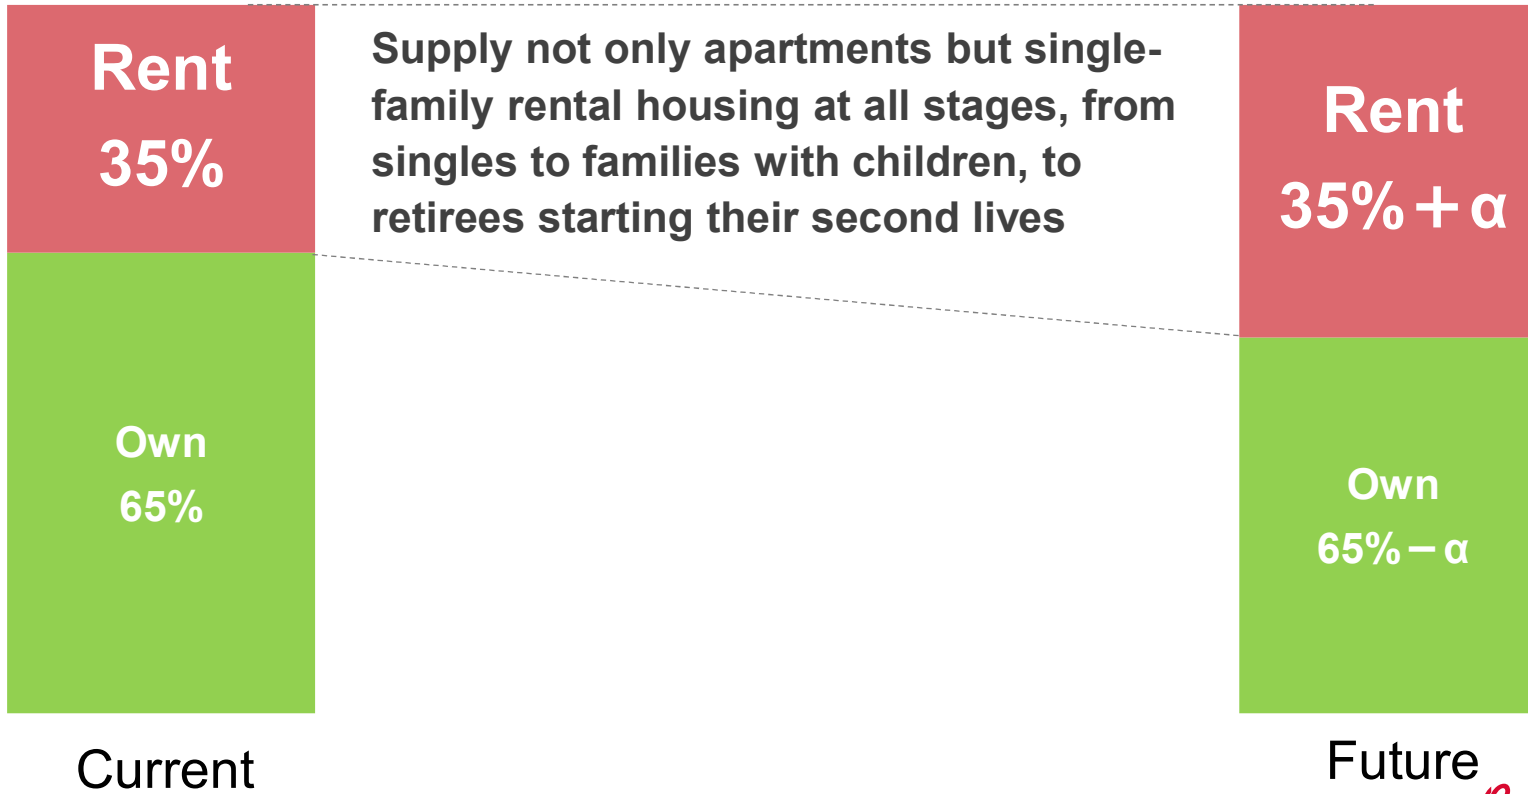 Rent
35%
Own
65%
Current
Supply not only apartments but single-
family rental housing at all stages, from
singles to families with children, to
retirees starting their second lives
Rent
35%＋α
Own
65%－α
Future